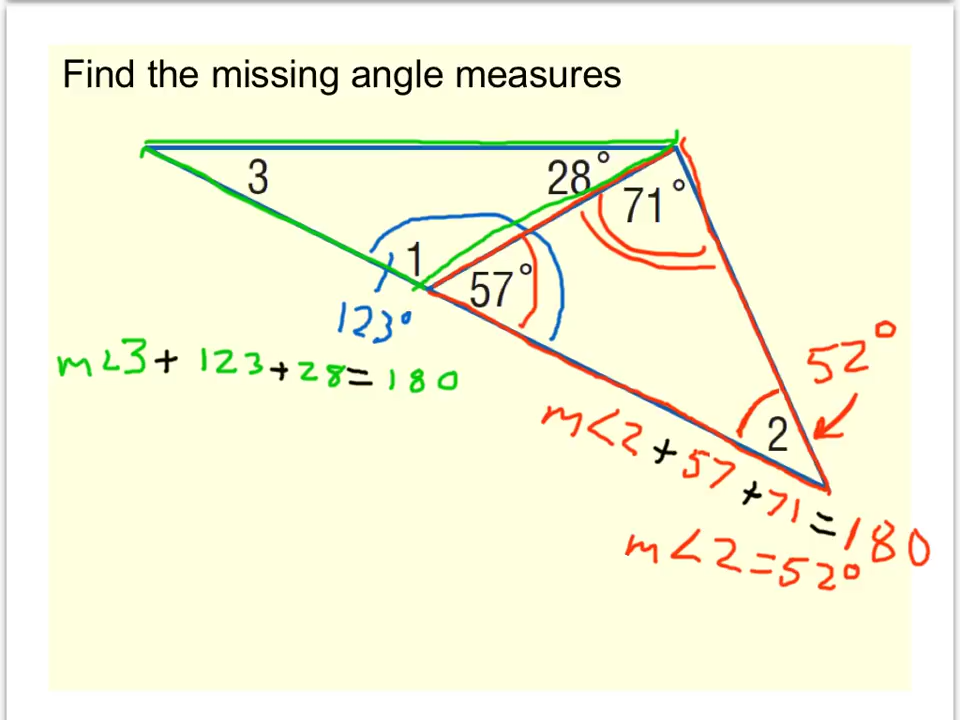 Find the missing angle measures
3
28°
71°
1
57°
123°
52°
m∠3 + 123 + 28 = 180
2
m∠2 + 57 + 71 = 180
m∠2 = 52°